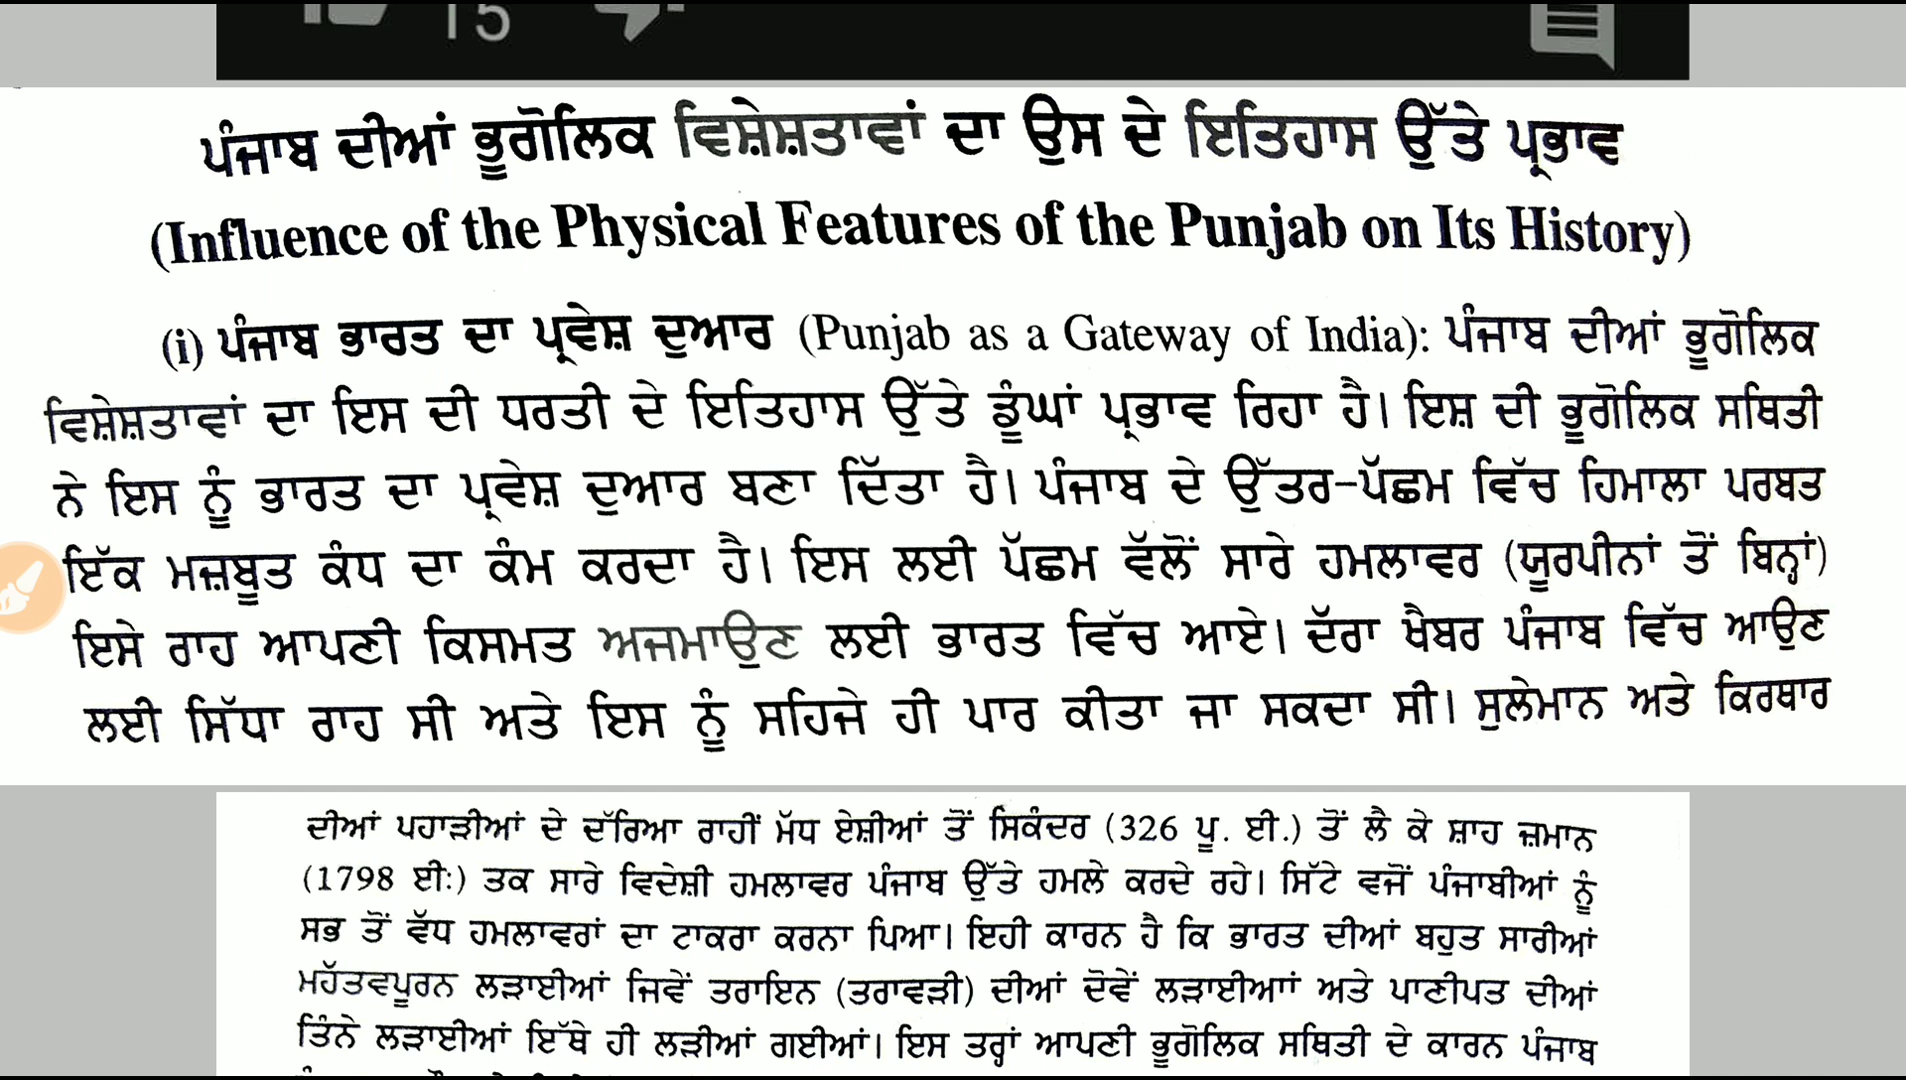 15
ਪੰਜਾਬ ਦੀਆਂ ਭੂਗੋਲਿਕ ਵਿਸ਼ੇਸ਼ਤਾਵਾਂ ਦਾ ਉਸ ਦੇ ਇਤਿਹਾਸ ਉੱਤੇ ਪ੍ਰਭਾਵ
(Influence of the Physical Features of the Punjab on Its History)
(i) ਪੰਜਾਬ ਭਾਰਤ ਦਾ ਪ੍ਰਵੇਸ਼ ਦੁਆਰ (Punjab as a Gateway of India): ਪੰਜਾਬ ਦੀਆਂ ਭੂਗੋਲਿਕ
ਵਿਸ਼ੇਸ਼ਤਾਵਾਂ ਦਾ ਇਸ ਦੀ ਧਰਤੀ ਦੇ ਇਤਿਹਾਸ ਉੱਤੇ ਡੂੰਘਾਂ ਪ੍ਰਭਾਵ ਰਿਹਾ ਹੈ। ਇਸ਼ ਦੀ ਭੂਗੋਲਿਕ ਸਥਿਤੀ
ਨੇ ਇਸ ਨੂੰ ਭਾਰਤ ਦਾ ਪ੍ਰਵੇਸ਼ ਦੁਆਰ ਬਣਾ ਦਿੱਤਾ ਹੈ। ਪੰਜਾਬ ਦੇ ਉੱਤਰ-ਪੱਛਮ ਵਿੱਚ ਹਿਮਾਲਾ ਪਰਬਤ
ਇੱਕ ਮਜ਼ਬੂਤ ਕੰਧ ਦਾ ਕੰਮ ਕਰਦਾ ਹੈ। ਇਸ ਲਈ ਪੱਛਮ ਵੱਲੋਂ ਸਾਰੇ ਹਮਲਾਵਰ (ਯੂਰਪੀਨਾਂ ਤੋਂ ਬਿਨ੍ਹਾਂ)
ਇਸੇ ਰਾਹ ਆਪਣੀ ਕਿਸਮਤ ਅਜਮਾਉਣ ਲਈ ਭਾਰਤ ਵਿੱਚ ਆਏ। ਦੱਰਾ ਖੈਬਰ ਪੰਜਾਬ ਵਿੱਚ ਆਉਣ
ਲਈ ਸਿੱਧਾ ਰਾਹ ਸੀ ਅਤੇ ਇਸ ਨੂੰ ਸਹਿਜੇ ਹੀ ਪਾਰ ਕੀਤਾ ਜਾ ਸਕਦਾ ਸੀ। ਸੁਲੇਮਾਨ ਅਤੇ ਕਿਰਥਾਰ
ਦੀਆਂ ਪਹਾੜੀਆਂ ਦੇ ਦੱਰਿਆ ਰਾਹੀਂ ਮੱਧ ਏਸ਼ੀਆਂ ਤੋਂ ਸਿਕੰਦਰ (326 ਪੂ. ਈ.) ਤੋਂ ਲੈ ਕੇ ਸ਼ਾਹ ਜ਼ਮਾਨ
(1798 ਈ:) ਤਕ ਸਾਰੇ ਵਿਦੇਸ਼ੀ ਹਮਲਾਵਰ ਪੰਜਾਬ ਉੱਤੇ ਹਮਲੇ ਕਰਦੇ ਰਹੇ। ਸਿੱਟੇ ਵਜੋਂ ਪੰਜਾਬੀਆਂ ਨੂੰ
ਸਭ ਤੋਂ ਵੱਧ ਹਮਲਾਵਰਾਂ ਦਾ ਟਾਕਰਾ ਕਰਨਾ ਪਿਆ। ਇਹੀ ਕਾਰਨ ਹੈ ਕਿ ਭਾਰਤ ਦੀਆਂ ਬਹੁਤ ਸਾਰੀਆਂ
ਮਹੱਤਵਪੂਰਨ ਲੜਾਈਆਂ ਜਿਵੇਂ ਤਰਾਇਨ (ਤਰਾਵੜੀ) ਦੀਆਂ ਦੋਵੇਂ ਲੜਾਈਆਾਂ ਅਤੇ ਪਾਣੀਪਤ ਦੀਆਂ
ਤਿੰਨੇ ਲੜਾਈਆਂ ਇੱਥੇ ਹੀ ਲੜੀਆਂ ਗਈਆਂ। ਇਸ ਤਰ੍ਹਾਂ ਆਪਣੀ ਭੂਗੋਲਿਕ ਸਥਿਤੀ ਦੇ ਕਾਰਨ ਪੰਜਾਬ